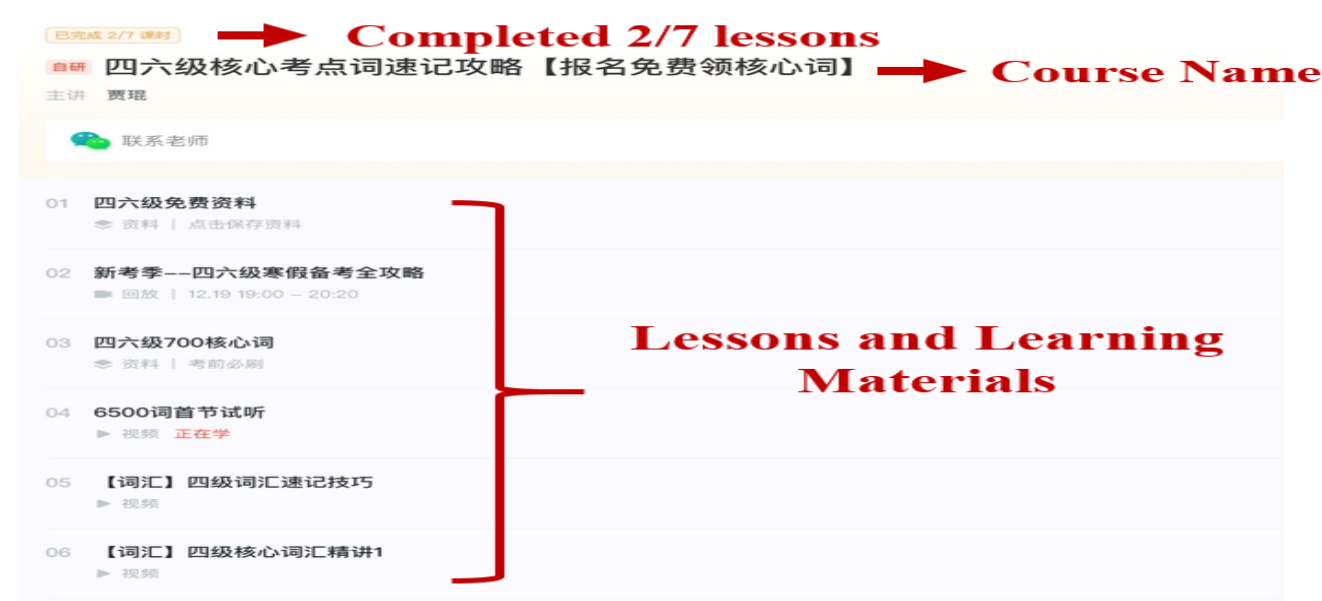 已完成 2/7 课时 Completed 2/7 lessons
自研 四六级核心考点词速记攻略【报名免费领核心词】 Course Name
主讲 贾琨
联系老师
01 四六级免费资料
资料 | 点击保存资料
02 新考季--四六级寒假备考全攻略
回放 | 12.19 19:00 – 20:20
03 四六级700核心词
资料 | 考前必刷
Lessons and Learning
Materials
04 6500词首节试听
视频 正在学
05 【词汇】四级词汇速记技巧
视频
06 【词汇】四级核心词汇精讲1
视频